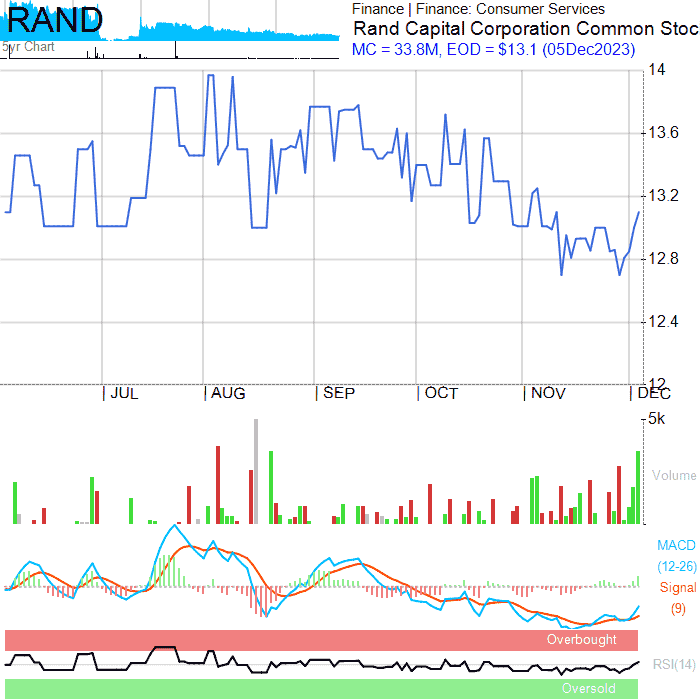 RAND
5yr Chart
Finance | Finance: Consumer Services
Rand Capital Corporation Common Stoc
MC = 33.8M, EOD = $13.1 (05Dec2023)
14
13.6
13.2
12.8
12.4
12
JUL AUG SEP OCT NOV DEC
5k
Volume
MACD
(12-26)
Signal
(9)
Overbought
RSI(14)
Oversold